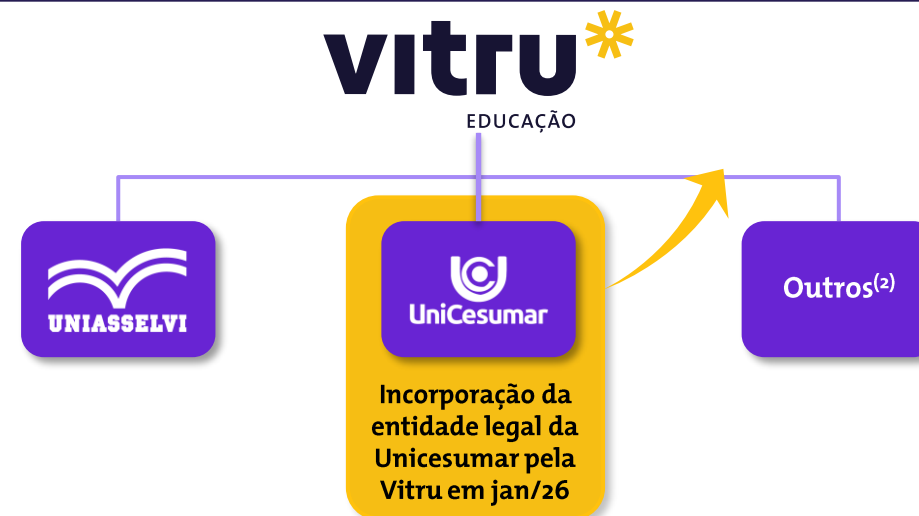 vitru
EDUCAÇÃO
UNIASSELVI
UniCesumar
Outros(2)
Incorporação da
entidade legal da
Unicesumar pela
Vitru em jan/26